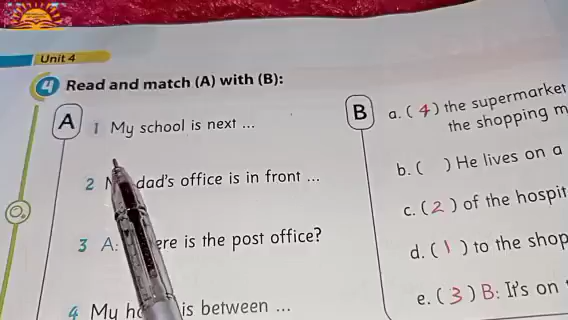 Unit 4
4 Read and match (A) with (B):
A
1 My school is next ...
2 dad's office is in front ...
3 A: is the post office?
4 My is between ...
B
a. ( 4 ) the supermarket
the shopping
b. ( ) He lives on a
c. ( 2 ) of the
d. ( 1 ) to the
e. ( 3 ) B: It's on